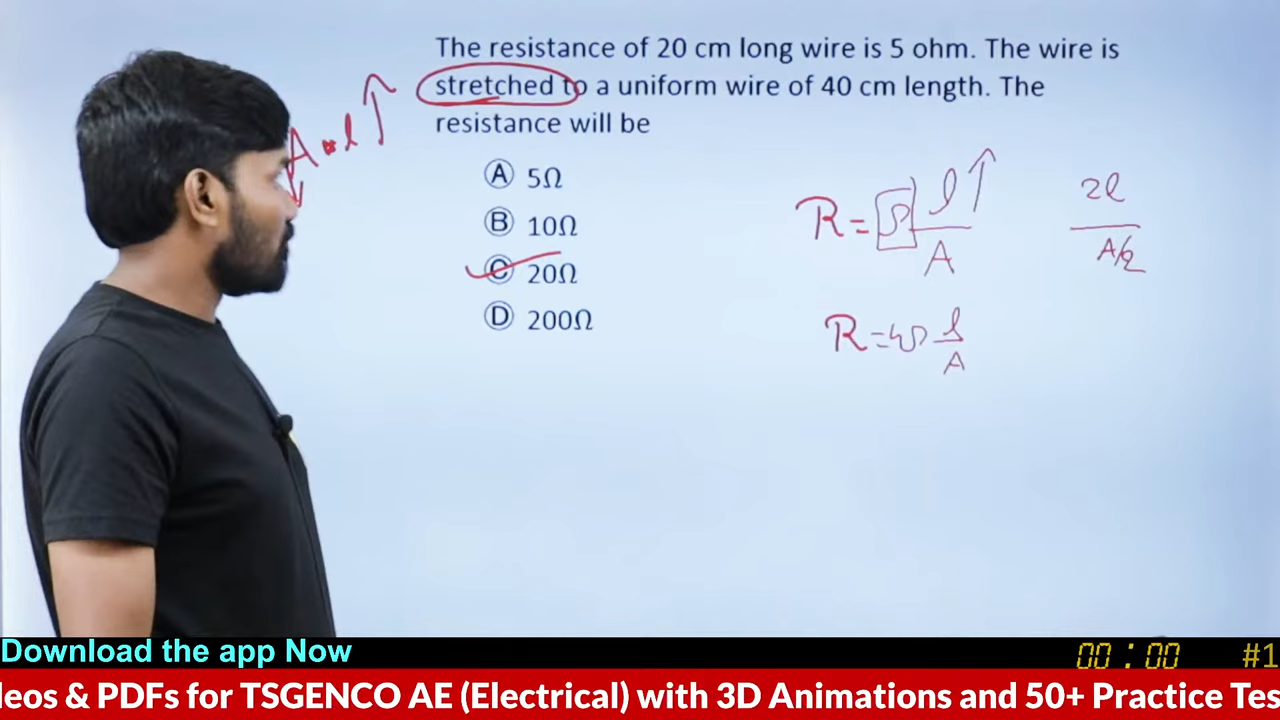 The resistance of 20 cm long wire is 5 ohm. The wire is
stretched to a uniform wire of 40 cm length. The
resistance will be
A 5Ω
B 10Ω
C 20Ω
D 200Ω
A l ↑
↓
R = ρ l ↑
A
2l
A/2
R = 4ρ l
A
Download the app Now
00 : 00
#1
deos & PDFs for TSGENCO AE (Electrical) with 3D Animations and 50+ Practice Tes